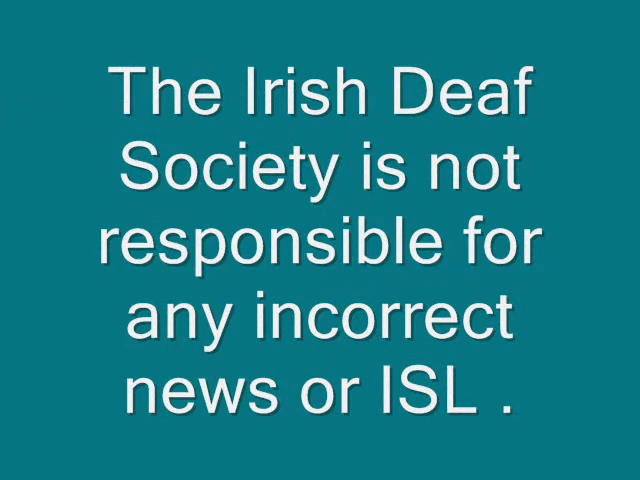 The Irish Deaf
Society is not
responsible for
any incorrect
news or ISL .